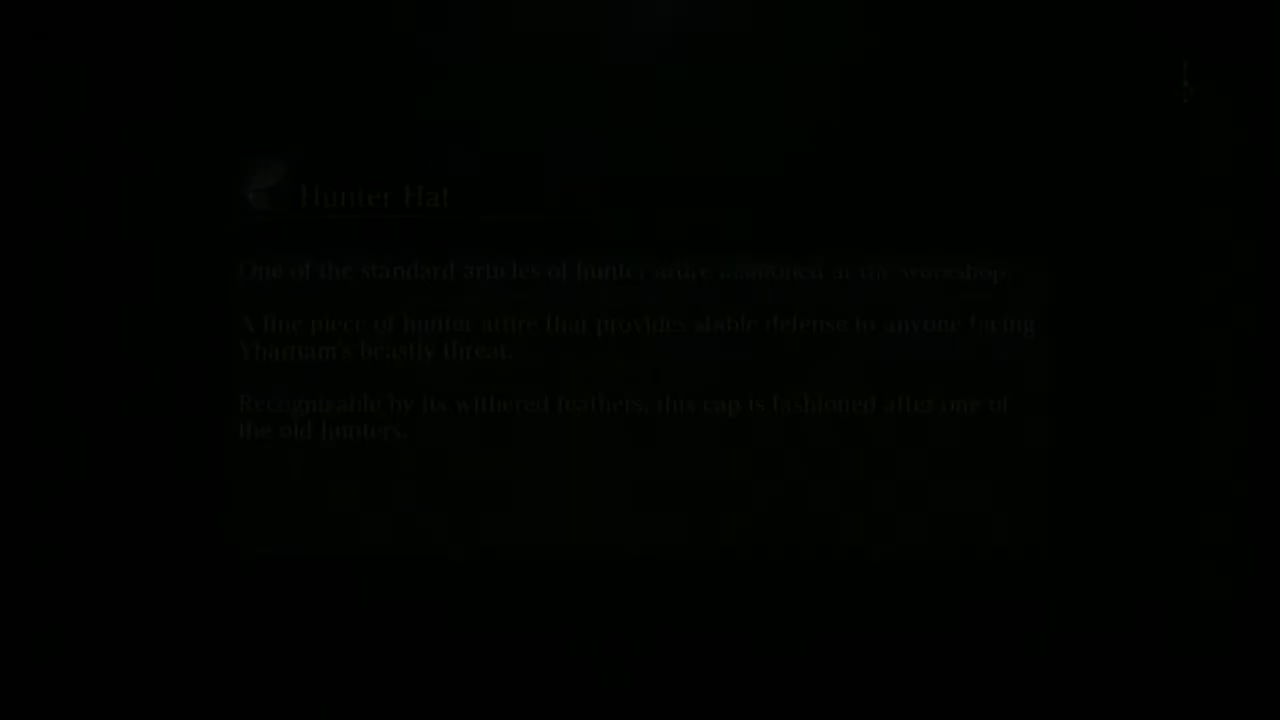 Hunter Hat
One of the standard articles of hunter attire fashioned at the workshop.
A fine piece of hunter attire that provides stable defense to anyone facing
Yharnam's beastly threat.
Recognizable by its withered feathers, this cap is fashioned after one of
the old hunters.